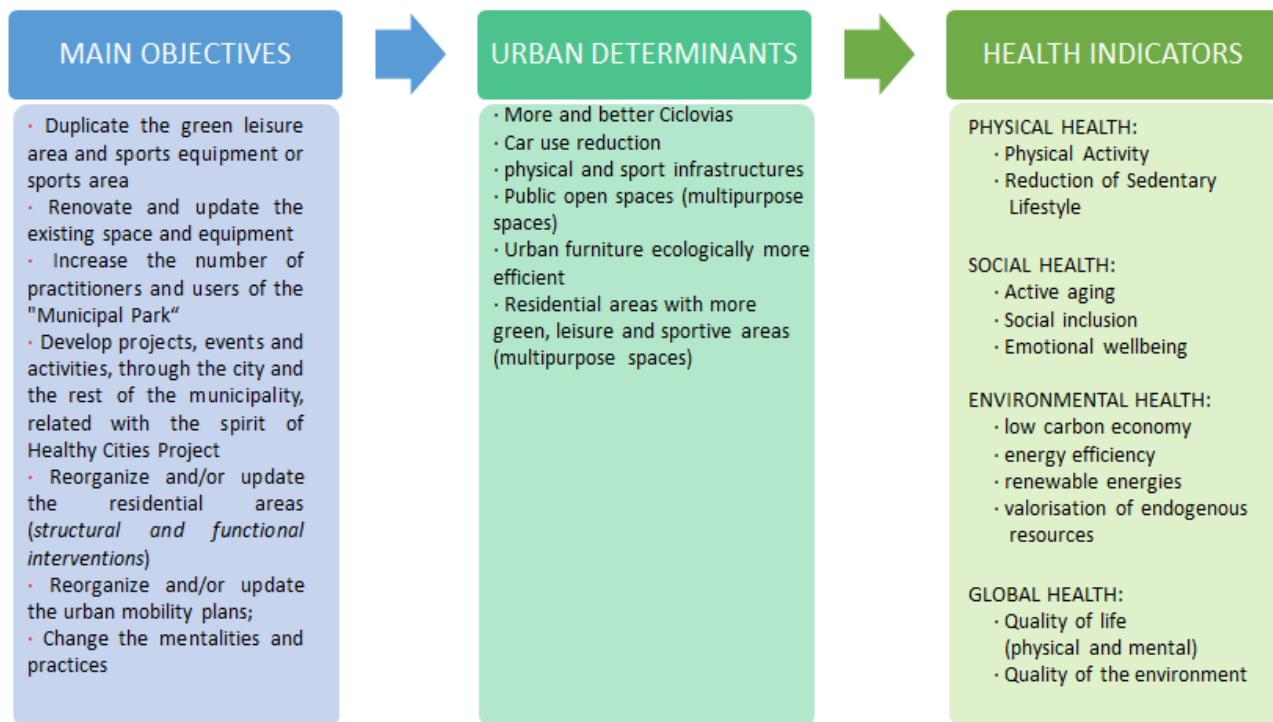 MAIN OBJECTIVES
· Duplicate the green leisure
area and sports equipment or
sports area
· Renovate and update the
existing space and equipment
· Increase the number of
practitioners and users of the
"Municipal Park“
· Develop projects, events and
activities, through the city and
the rest of the municipality,
related with the spirit of
Healthy Cities Project
· Reorganize and/or update
the residential areas
(structural and functional
interventions)
· Reorganize and/or update
the urban mobility plans;
· Change the mentalities and
practices
URBAN DETERMINANTS
· More and better Ciclovias
· Car use reduction
· physical and sport infrastructures
· Public open spaces (multipurpose
spaces)
· Urban furniture ecologically more
efficient
· Residential areas with more
green, leisure and sportive areas
(multipurpose spaces)
HEALTH INDICATORS
PHYSICAL HEALTH:
· Physical Activity
· Reduction of Sedentary
Lifestyle
SOCIAL HEALTH:
· Active aging
· Social inclusion
· Emotional wellbeing
ENVIRONMENTAL HEALTH:
· low carbon economy
· energy efficiency
· renewable energies
· valorisation of endogenous
resources
GLOBAL HEALTH:
· Quality of life
(physical and mental)
· Quality of the environment